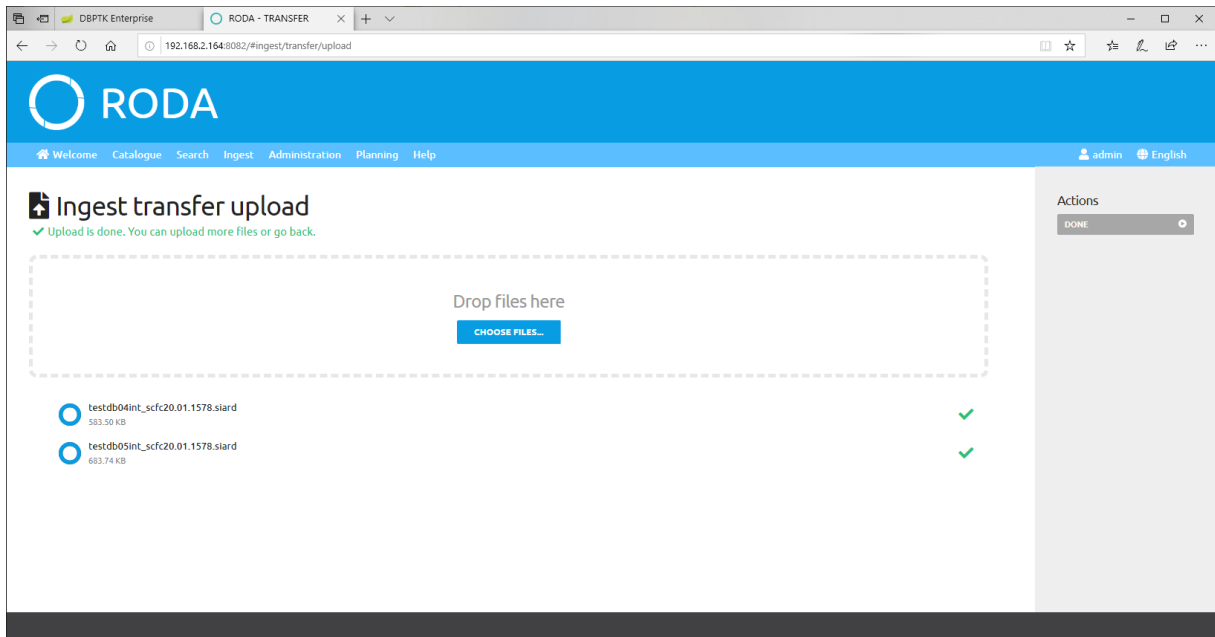 DBPTK Enterprise
RODA - TRANSFER
192.168.2.164:8082/#ingest/transfer/upload
RODA
Welcome Catalogue Search Ingest Administration Planning Help
admin English
Ingest transfer upload
Upload is done. You can upload more files or go back.
Drop files here
CHOOSE FILES...
testdb04int_scfc20.01.1578.siard
583.50 KB
testdb05int_scfc20.01.1578.siard
683.74 KB
Actions
DONE